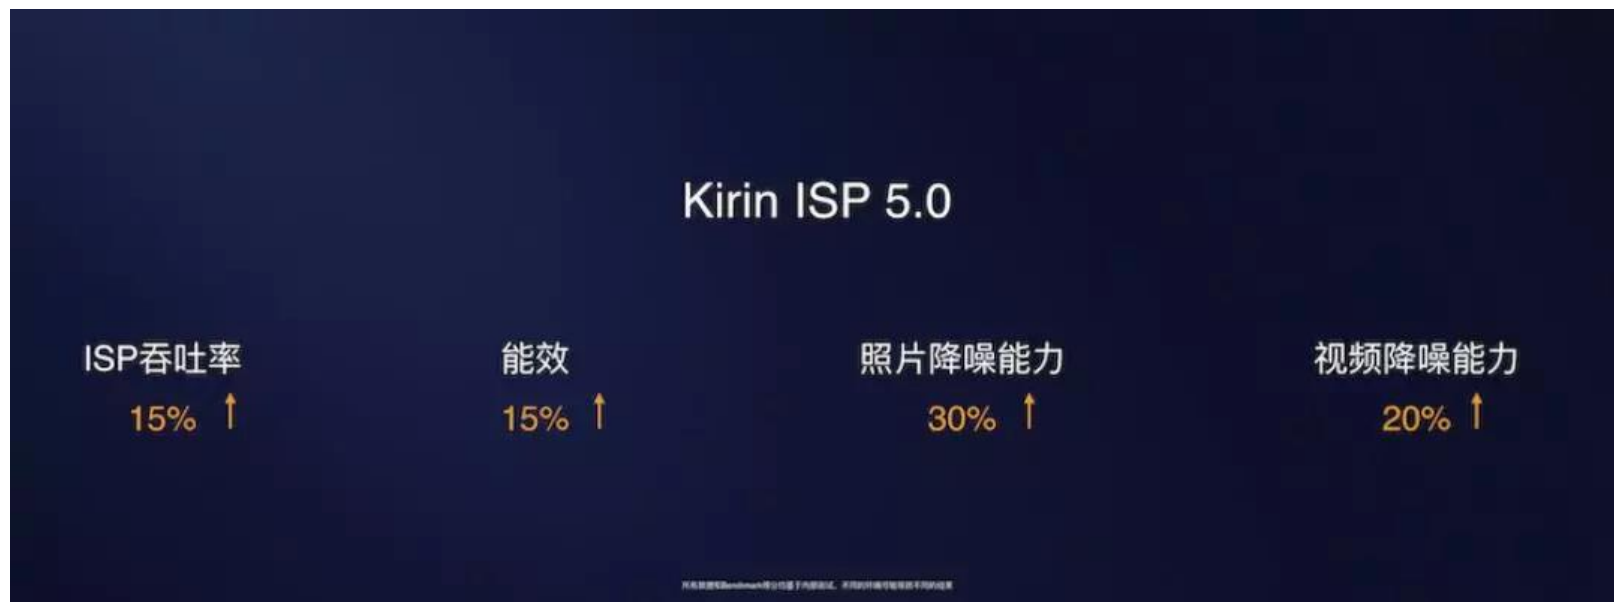 Kirin ISP 5.0
ISP吞吐率 能效 照片降噪能力 视频降噪能力
15% ↑ 15% ↑ 30% ↑ 20% ↑